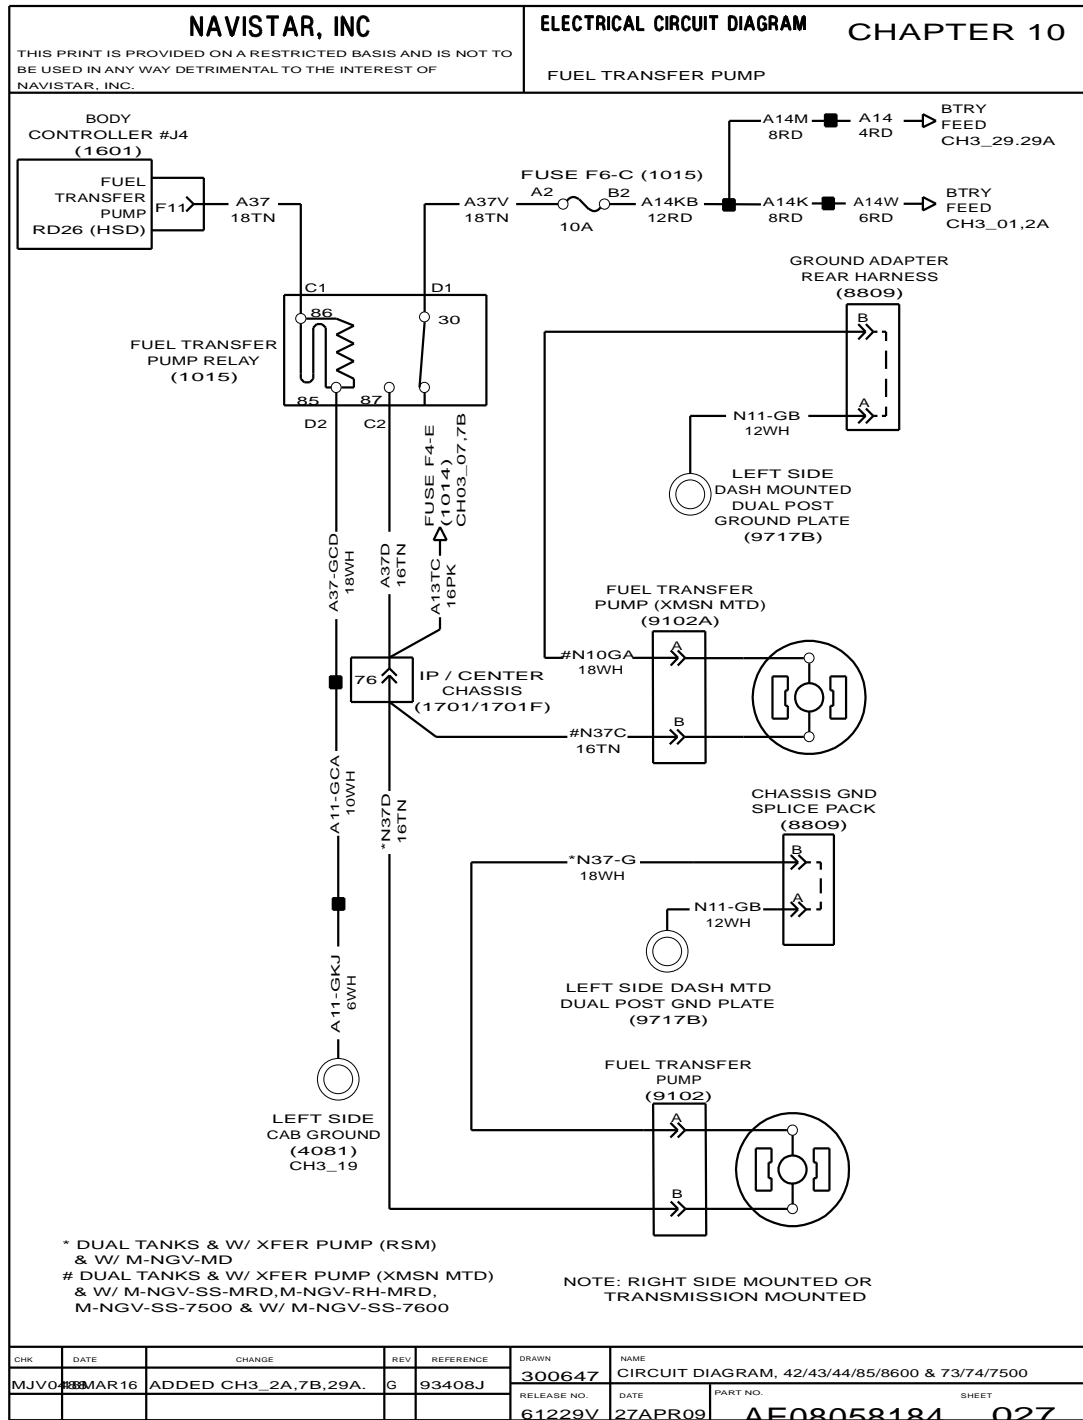 NAVISTAR, INC
THIS PRINT IS PROVIDED ON A RESTRICTED BASIS AND IS NOT TO
BE USED IN ANY WAY DETRIMENTAL TO THE INTEREST OF
NAVISTAR, INC.
ELECTRICAL CIRCUIT DIAGRAM
CHAPTER 10
FUEL TRANSFER PUMP
BODY
CONTROLLER #J4
(1601)
FUEL
TRANSFER
PUMP
RD26 (HSD)
F11
A37
18TN
A37V
18TN
FUSE F6-C (1015)
A2
B2
10A
A14KB
12RD
A14M
8RD
A14
4RD
BTRY
FEED
CH3_29.29A
A14K
8RD
A14W
6RD
BTRY
FEED
CH3_01,2A
C1
D1
86
30
FUEL TRANSFER
PUMP RELAY
(1015)
85
87
D2
C2
GROUND ADAPTER
REAR HARNESS
(8809)
B
A
N11-GB
12WH
LEFT SIDE
DASH MOUNTED
DUAL POST
GROUND PLATE
(9717B)
FUSE F4-E
(1014)
CH03_07,7B
A37-GCD
18WH
A37D
16TN
A13TC
16PK
FUEL TRANSFER
PUMP (XMSN MTD)
(9102A)
#N10GA
18WH
A
76
IP / CENTER
CHASSIS
(1701/1701F)
#N37C
16TN
B
A11-GCA
10WH
*N37D
16TN
CHASSIS GND
SPLICE PACK
(8809)
*N37-G
18WH
B
N11-GB
12WH
A
LEFT SIDE DASH MTD
DUAL POST GND PLATE
(9717B)
A11-GKJ
6WH
LEFT SIDE
CAB GROUND
(4081)
CH3_19
FUEL TRANSFER
PUMP
(9102)
A
B
* DUAL TANKS & W/ XFER PUMP (RSM)
& W/ M-NGV-MD
# DUAL TANKS & W/ XFER PUMP (XMSN MTD)
& W/ M-NGV-SS-MRD,M-NGV-RH-MRD,
M-NGV-SS-7500 & W/ M-NGV-SS-7600
NOTE: RIGHT SIDE MOUNTED OR
TRANSMISSION MOUNTED
CHK DATE CHANGE REV REFERENCE
ADDED CH3_2A,7B,29A. G 93408J
DRAWN
300647
NAME
CIRCUIT DIAGRAM, 42/43/44/85/8600 & 73/74/7500
RELEASE NO.
61229V
DATE
27APR09
PART NO.
AE08058184
SHEET
027